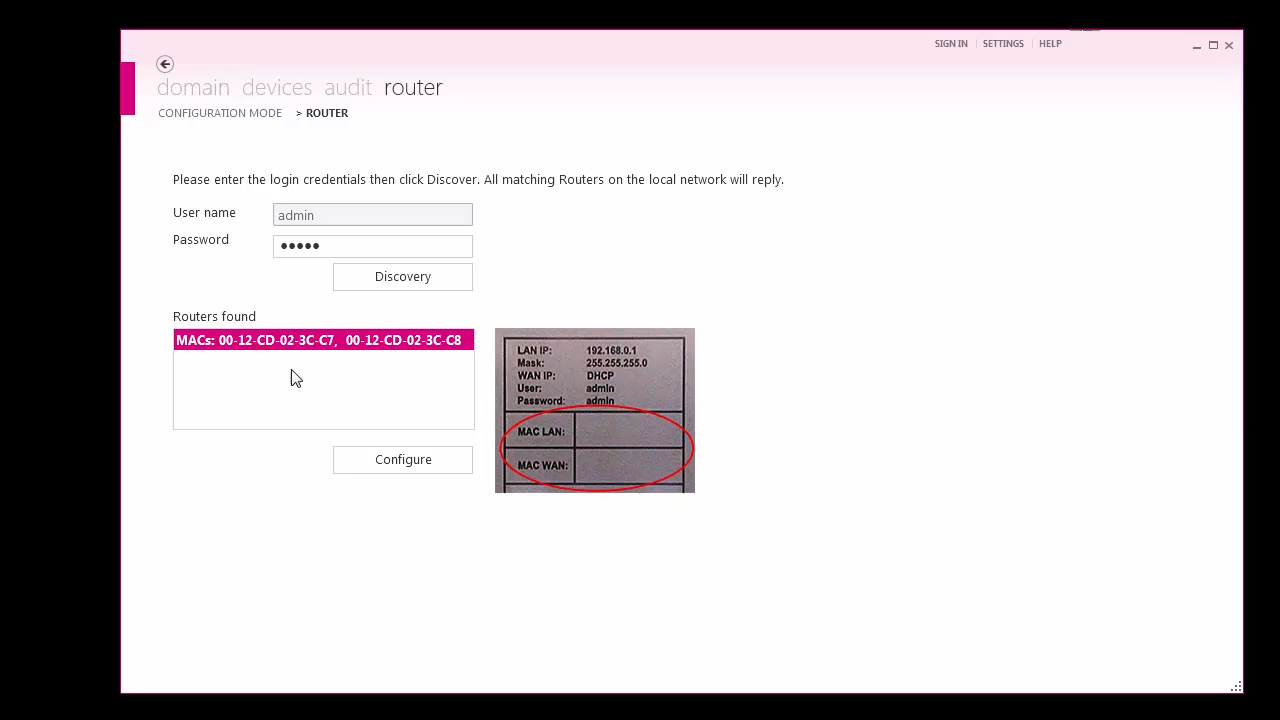 SIGN IN SETTINGS HELP
domain devices audit router
CONFIGURATION MODE > ROUTER
Please enter the login credentials then click Discover. All matching Routers on the local network will reply.
User name admin
Password •••••
Discovery
Routers found
MACs: 00-12-CD-02-3C-C7, 00-12-CD-02-3C-C8
LAN IP: 192.168.0.1
Mask: 255.255.255.0
WAN IP: DHCP
User: admin
Password: admin
MAC LAN:
MAC WAN:
Configure